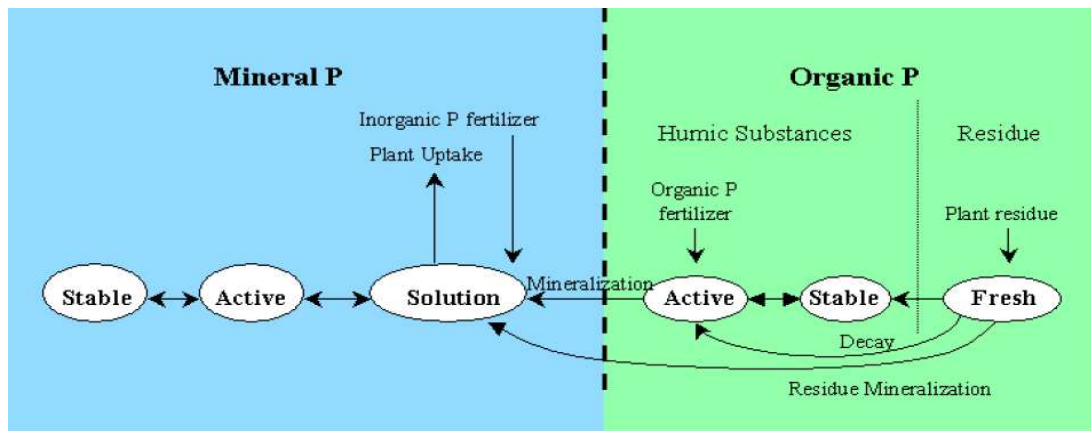 Mineral P
Organic P
Inorganic P fertilizer
Plant Uptake
Humic Substances
Residue
Organic P
fertilizer
Plant residue
Stable
Active
Solution
Mineralization
Active
Stable
Fresh
Decay
Residue Mineralization